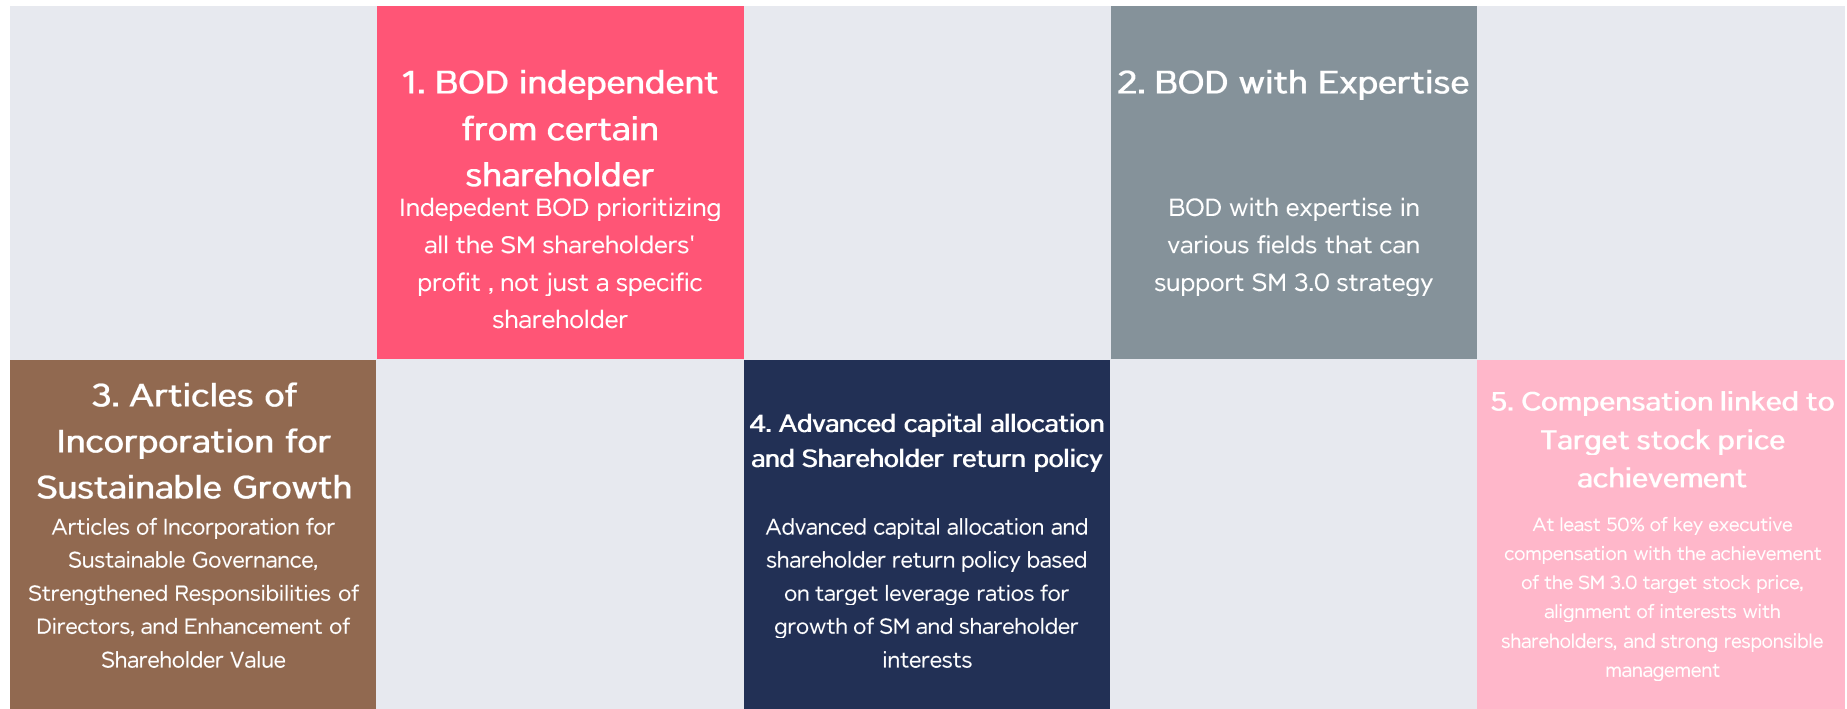 1. BOD independent
from certain
shareholder
Indepedent BOD prioritizing
all the SM shareholders'
profit , not just a specific
shareholder
2. BOD with Expertise
BOD with expertise in
various fields that can
support SM 3.0 strategy
3. Articles of
Incorporation for
Sustainable Growth
Articles of Incorporation for
Sustainable Governance,
Strengthened Responsibilities of
Directors, and Enhancement of
Shareholder Value
4. Advanced capital allocation
and Shareholder return policy
Advanced capital allocation and
shareholder return policy based
on target leverage ratios for
growth of SM and shareholder
interests
5. Compensation linked to
Target stock price
achievement
At least 50% of key executive
compensation with the achievement
of the SM 3.0 target stock price,
alignment of interests with
shareholders, and strong responsible
management